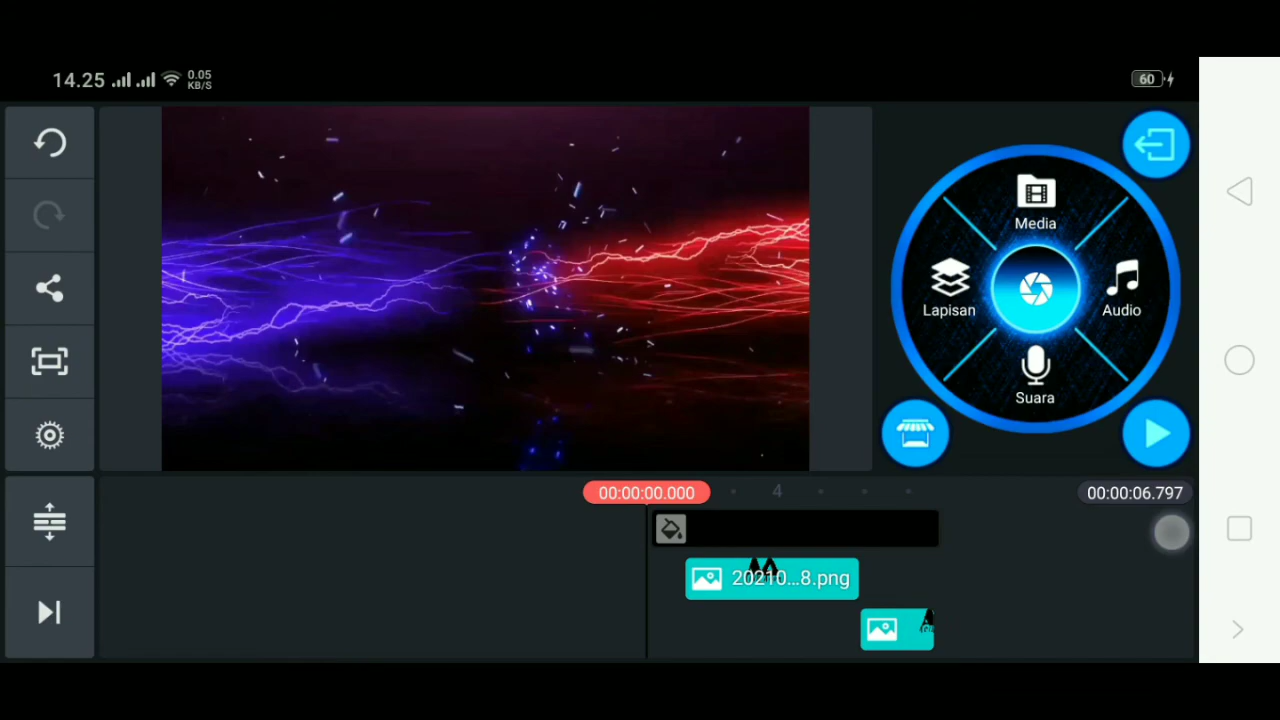 14.25
0.05
KB/S
60
Media
Lapisan
Audio
Suara
00:00:00.000
4
00:00:06.797
20210...8.png